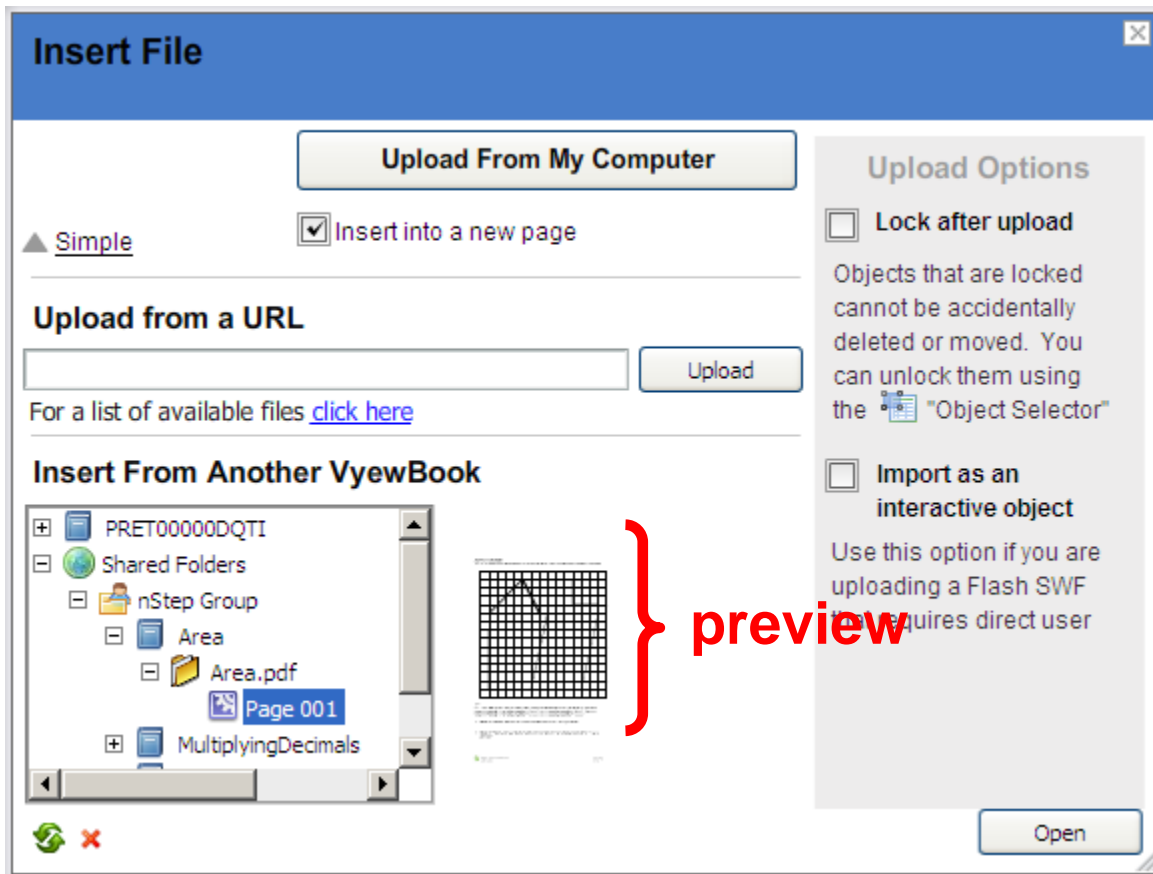 Insert File
Upload From My Computer
Simple
Insert into a new page
Upload from a URL
Upload
For a list of available files click here
Insert From Another VyewBook
PRET00000DQTI
Shared Folders
nStep Group
Area
Area.pdf
Page 001
MultiplyingDecimals
preview
Upload Options
Lock after upload
Objects that are locked
cannot be accidentally
deleted or moved. You
can unlock them using
the "Object Selector"
Import as an
interactive object
Use this option if you are
uploading a Flash SWF
that requires direct user
Open